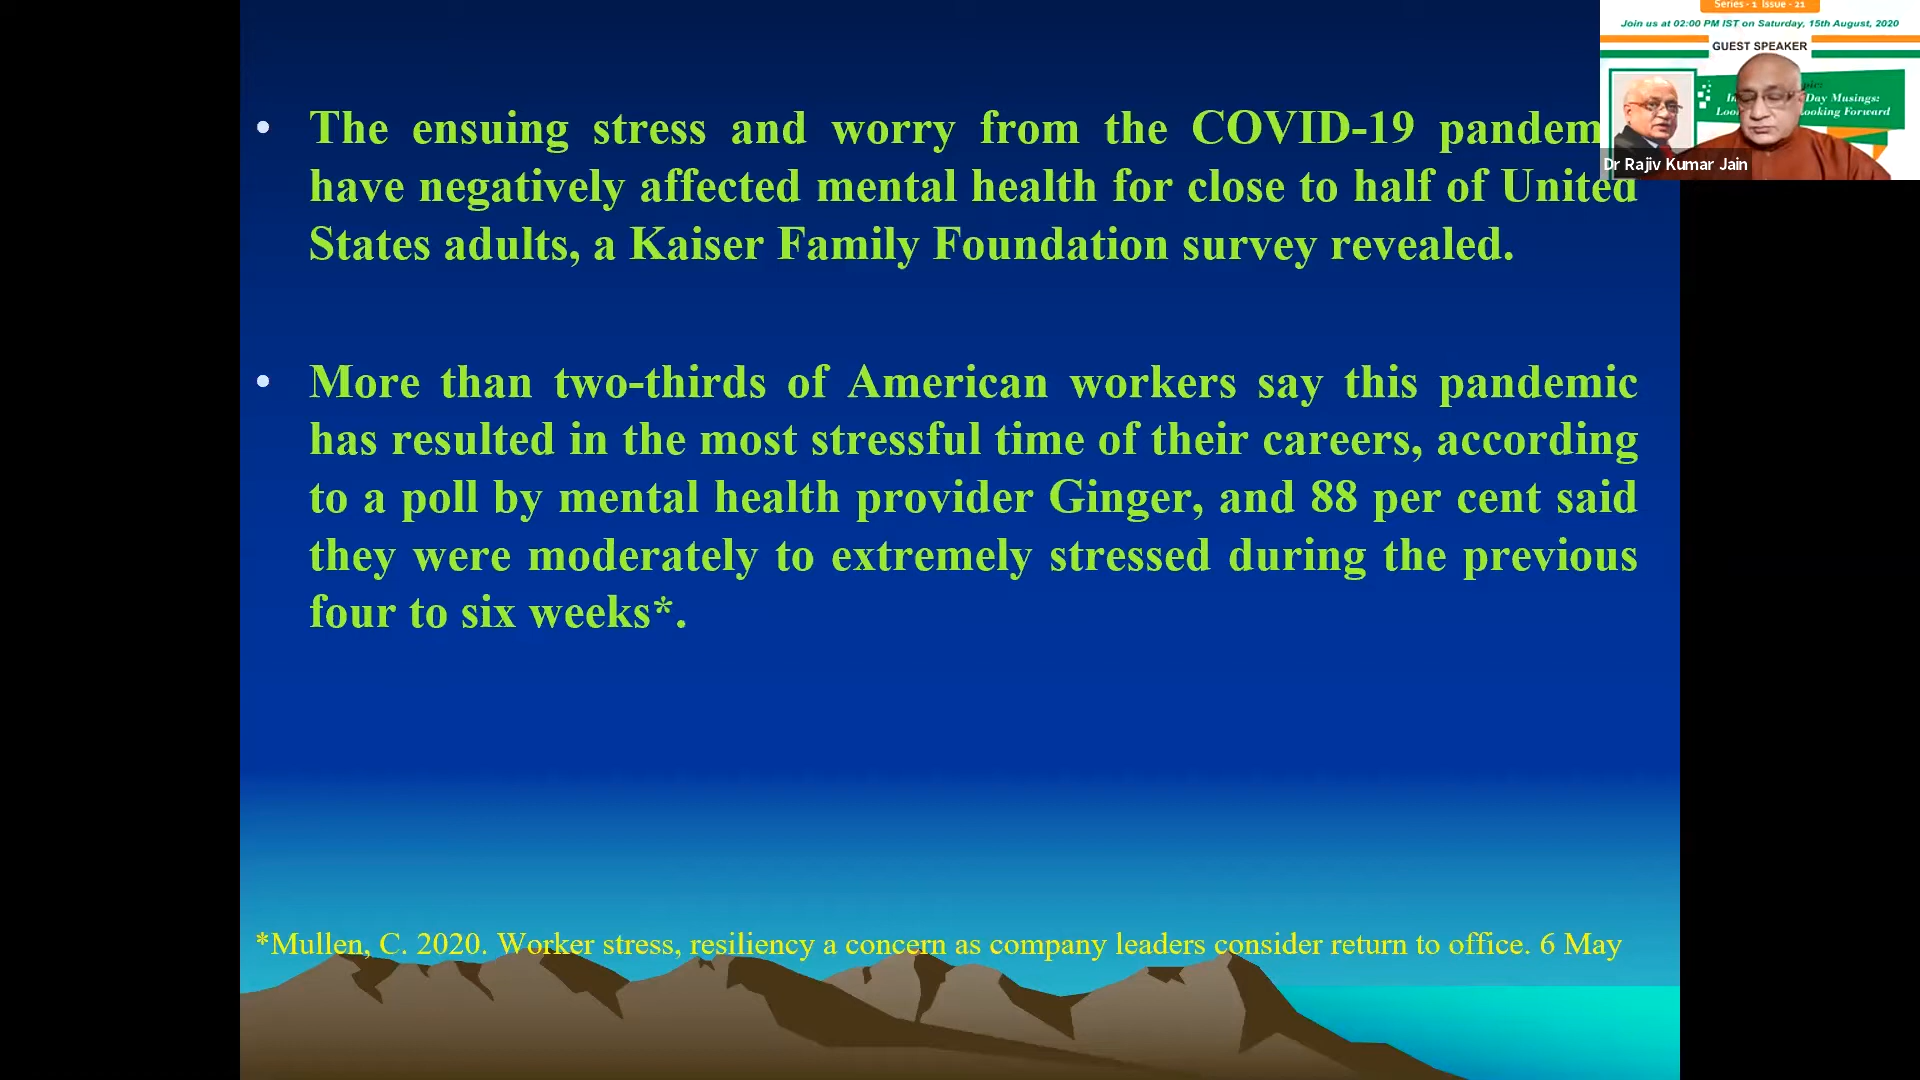 Series - 1 Issue - 21
Join us at 02:00 PM IST on Saturday, 15th August, 2020
GUEST SPEAKER
Day Musings:
Looking Forward
Dr Rajiv Kumar Jain
• The ensuing stress and worry from the COVID-19
have negatively affected mental health for close to half of United
States adults, a Kaiser Family Foundation survey revealed.
• More than two-thirds of American workers say this pandemic
has resulted in the most stressful time of their careers, according
to a poll by mental health provider Ginger, and 88 per cent said
they were moderately to extremely stressed during the previous
four to six weeks*.
*Mullen, C. 2020. Worker stress, resiliency a concern as company leaders consider return to office. 6 May